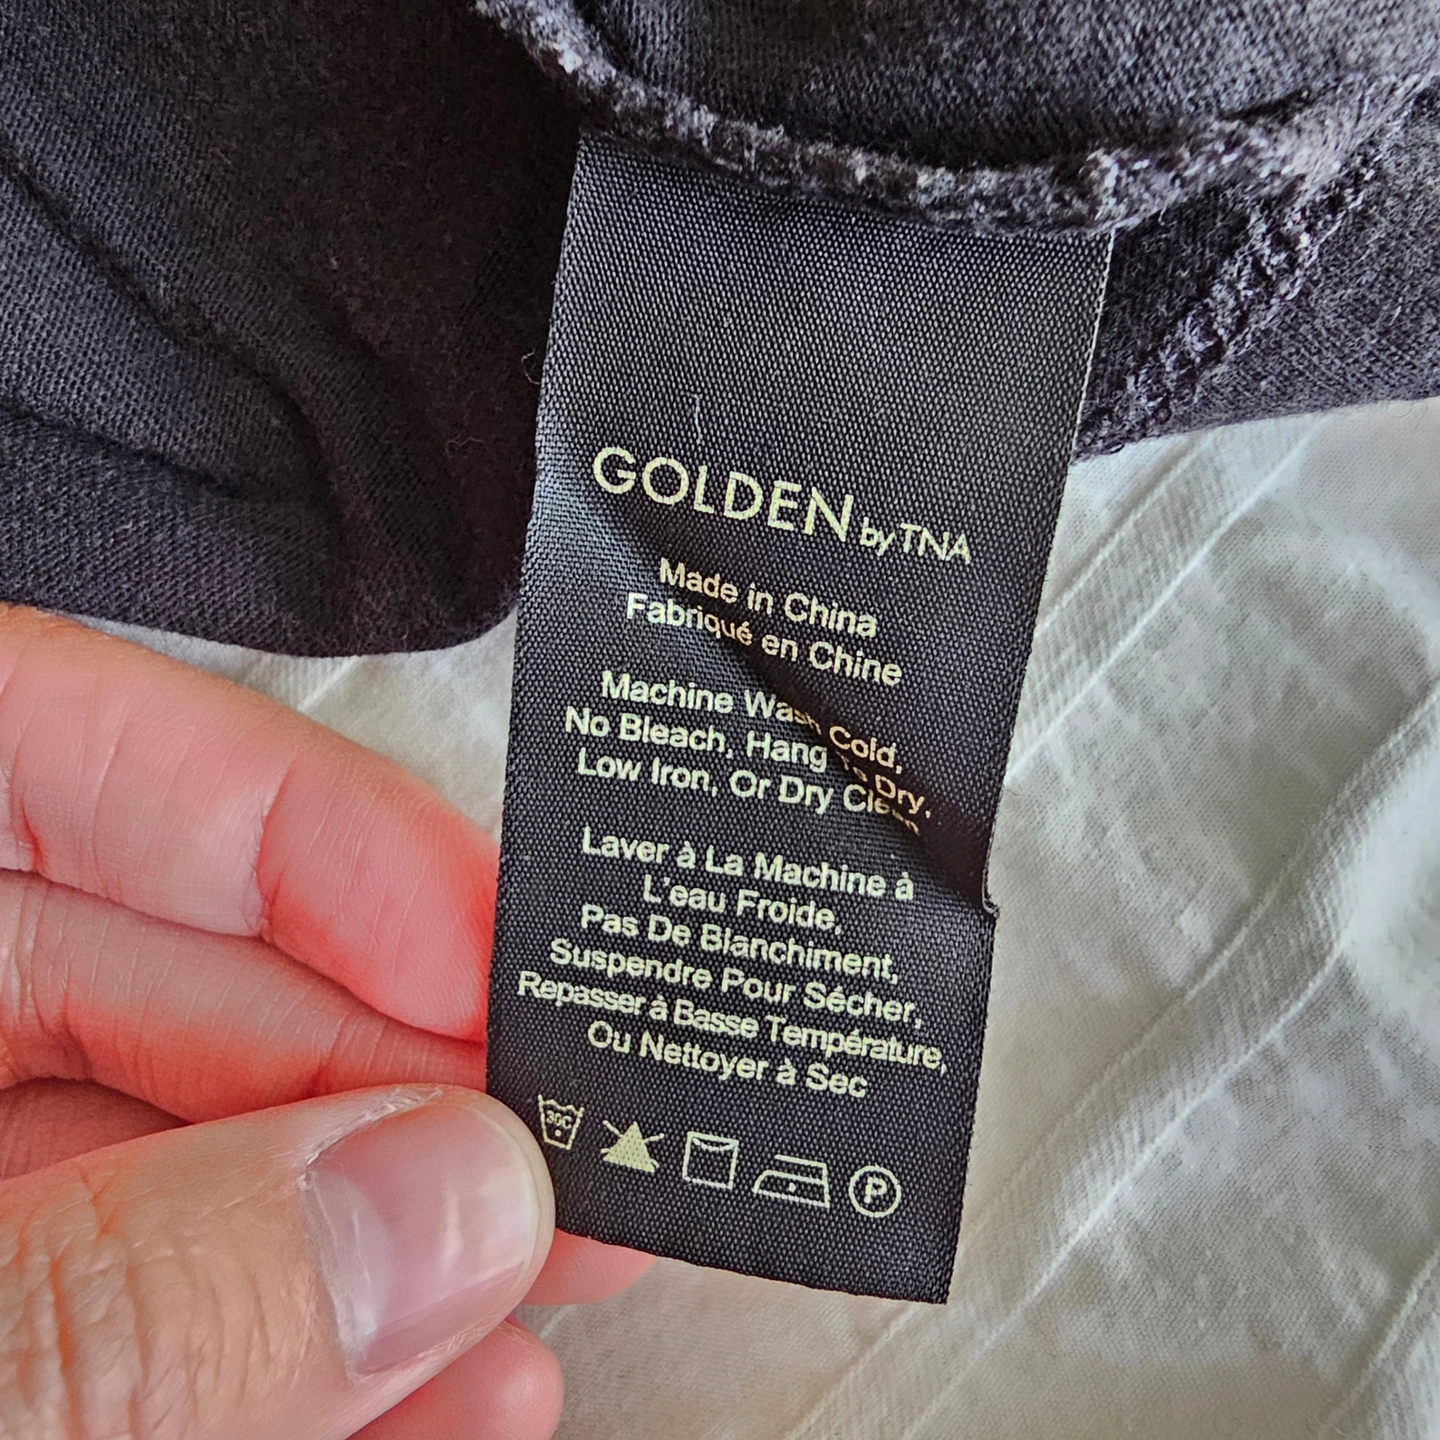 GOLDEN by TNA
Made in China
Fabriqué en Chine
Machine Wash Cold,
No Bleach, Hang To Dry,
Low Iron, Or Dry Clean
Laver à La Machine à
L'eau Froide,
Pas De Blanchiment,
Suspendre Pour Sécher,
Repasser à Basse Température,
Ou Nettoyer à Sec
30C
P